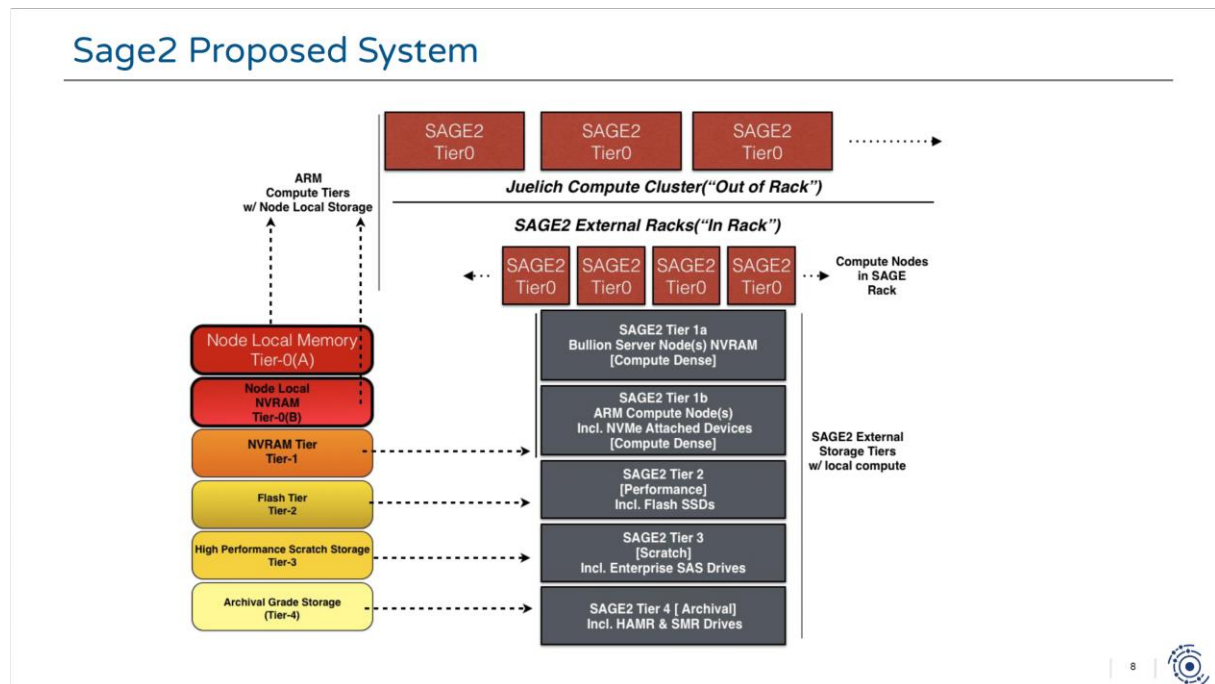 Sage2 Proposed System
SAGE2
Tier0
SAGE2
Tier0
SAGE2
Tier0
Juelich Compute Cluster(“Out of Rack”)
ARM
Compute Tiers
w/ Node Local Storage
SAGE2 External Racks(“In Rack”)
SAGE2
Tier0
SAGE2
Tier0
SAGE2
Tier0
SAGE2
Tier0
Compute Nodes
in SAGE
Rack
Node Local Memory
Tier-0(A)
Node Local
NVRAM
Tier-0(B)
NVRAM Tier
Tier-1
Flash Tier
Tier-2
High Performance Scratch Storage
Tier-3
Archival Grade Storage
(Tier-4)
SAGE2 Tier 1a
Bullion Server Node(s) NVRAM
[Compute Dense]
SAGE2 Tier 1b
ARM Compute Node(s)
Incl. NVMe Attached Devices
[Compute Dense]
SAGE2 Tier 2
[Performance]
Incl. Flash SSDs
SAGE2 Tier 3
[Scratch]
Incl. Enterprise SAS Drives
SAGE2 Tier 4 [ Archival]
Incl. HAMR & SMR Drives
SAGE2 External
Storage Tiers
w/ local compute
8